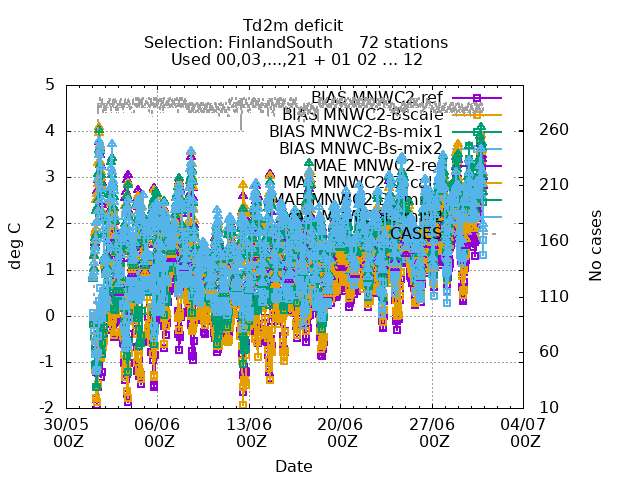 Td2m deficit
Selection: FinlandSouth 72 stations
Used 00,03,...,21 + 01 02 ... 12
5
4
3
2
1
0
-1
-2
deg C
BIAS MNWC2-ref
BIAS MNWC2-Bscale
BIAS MNWC2-Bs-mix1
BIAS MNWC-Bs-mix2
MAE MNWC2-ref
CASES
260
210
160
110
60
10
No cases
30/05 06/06 13/06 20/06 27/06 04/07
00Z 00Z 00Z 00Z 00Z 00Z
Date